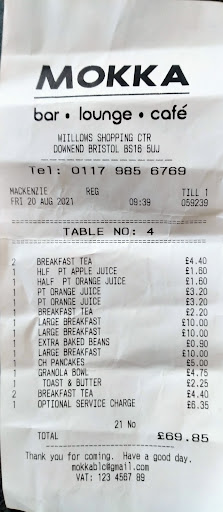 MOKKA
bar • lounge • café
WIILLOWS SHOPPING CTR
DOWNEND BRISTOL BS16 5UJ
Tel: 0117 985 6769
MACKENZIE REG TILL 1
FRI 20 AUG 2021 09:39 059239
TABLE NO: 4
2 BREAKFAST TEA £4.40
1 HLF PT APPLE JUICE £1.60
1 HALF PT ORANGE JUICE £1.60
1 PT ORANGE JUICE £3.20
1 PT ORANGE JUICE £3.20
1 BREAKFAST TEA £2.20
1 LARGE BREAKFAST £10.00
1 LARGE BREAKFAST £10.00
1 EXTRA BAKED BEANS £0.90
1 LARGE BREAKFAST £10.00
1 CH PANCAKES £5.00
1 GRANOLA BOWL £4.75
1 TOAST & BUTTER £2.25
2 BREAKFAST TEA £4.40
1 OPTIONAL SERVICE CHARGE £6.35
21 No
TOTAL £69.85
Thank you for coming. Have a good day.
mokkablc@gmail.com
VAT: 123 4567 89